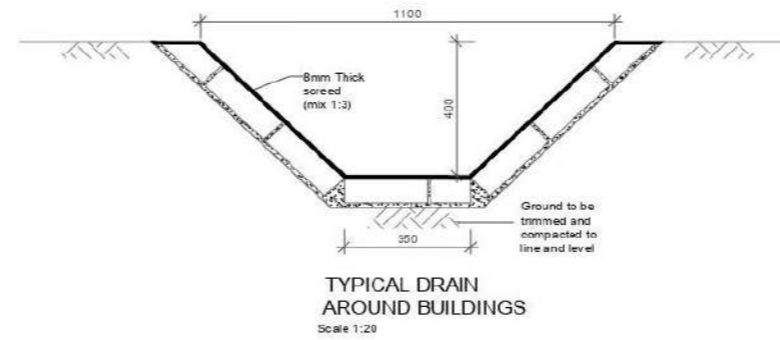 1100
8mm Thick
screed
(mix 1:3)
400
Ground to be
trimmed and
compacted to
line and level
350
TYPICAL DRAIN
AROUND BUILDINGS
Scale 1:20